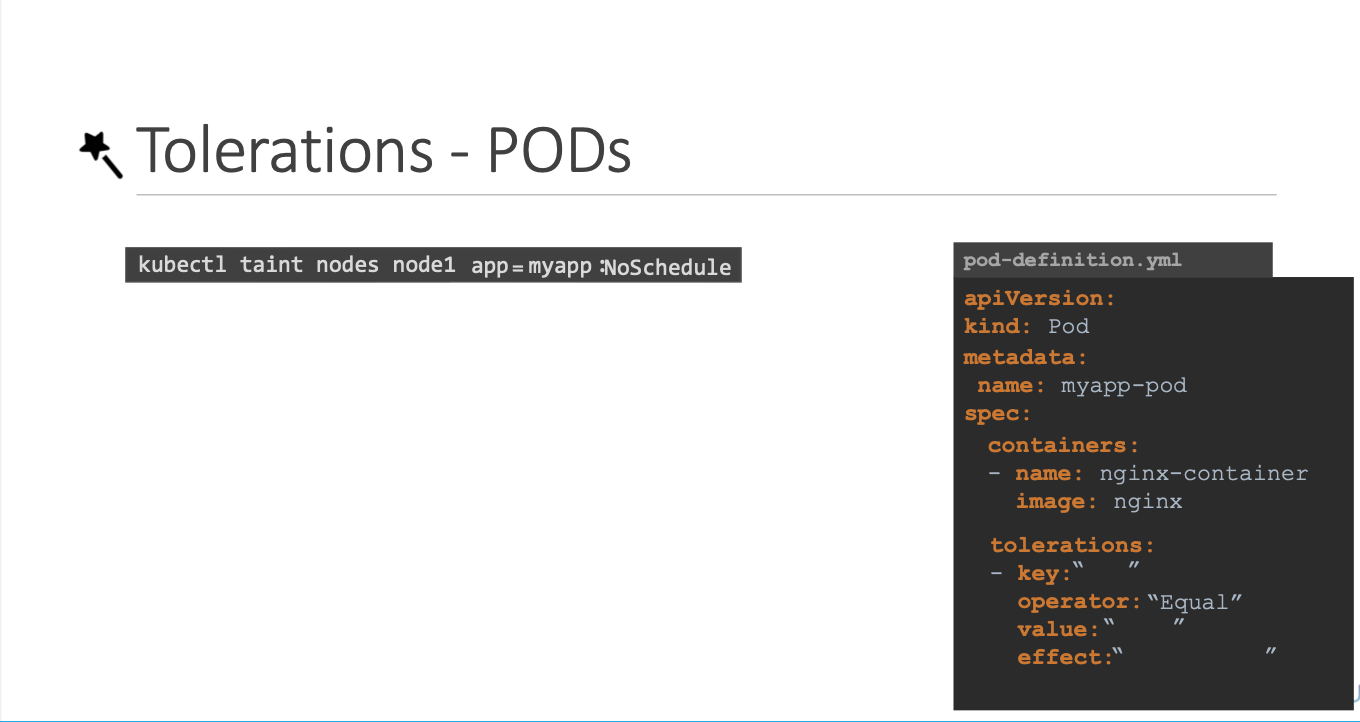 Tolerations - PODs
kubectl taint nodes node1 app=myapp:NoSchedule
pod-definition.yml
apiVersion:
kind: Pod
metadata:
 name: myapp-pod
spec:
  containers:
  - name: nginx-container
    image: nginx
  tolerations:
  - key:“ ”
    operator:“Equal”
    value:“ ”
    effect:“ ”